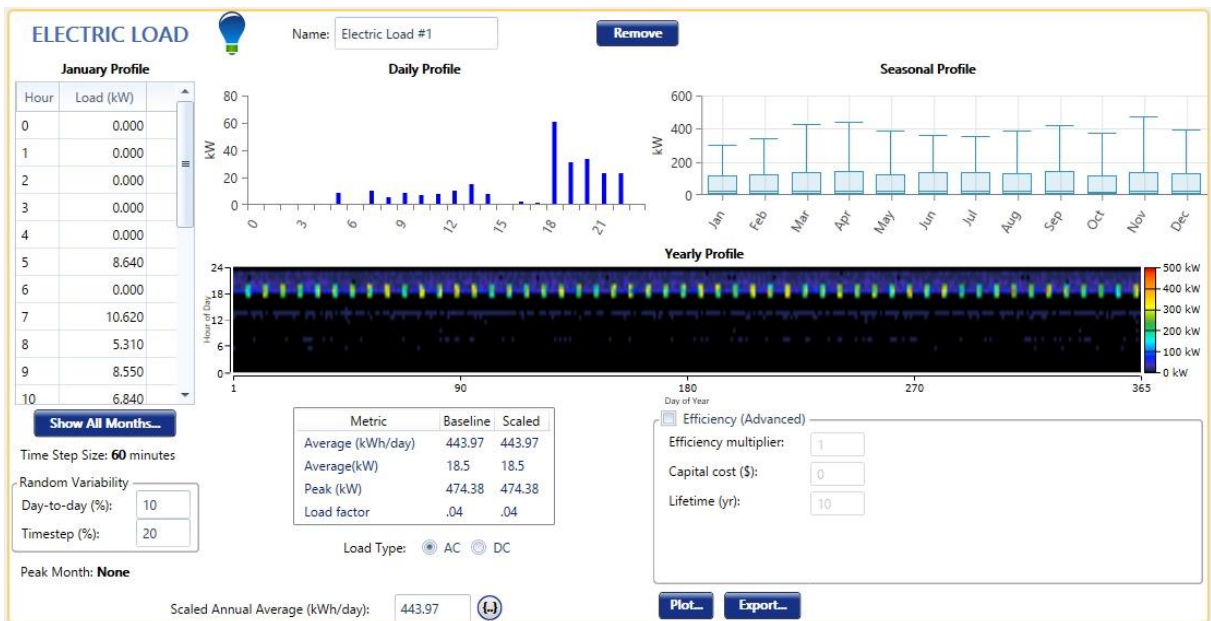 ELECTRIC LOAD
Name: Electric Load #1
Remove
January Profile
Hour Load (kW)
0 0.000
1 0.000
2 0.000
3 0.000
4 0.000
5 8.640
6 0.000
7 10.620
8 5.310
9 8.550
10 6.840
Show All Months...
Time Step Size: 60 minutes
Random Variability
Day-to-day (%): 10
Timestep (%): 20
Peak Month: None
Daily Profile
kW
80
60
40
20
0
0 3 6 9 12 15 18 21
Seasonal Profile
kW
600
400
200
0
Jan Feb Mar Apr May Jun Jul Aug Sep Oct Nov Dec
Yearly Profile
Hour of Day
24
18
12
6
0
1 90 180 270 365
Day of Year
500 kW
400 kW
300 kW
200 kW
100 kW
0 kW
Metric Baseline Scaled
Average (kWh/day) 443.97 443.97
Average(kW) 18.5 18.5
Peak (kW) 474.38 474.38
Load factor .04 .04
Load Type: AC DC
Scaled Annual Average (kWh/day): 443.97 {..}
Efficiency (Advanced)
Efficiency multiplier: 1
Capital cost ($): 0
Lifetime (yr): 10
Plot... Export...